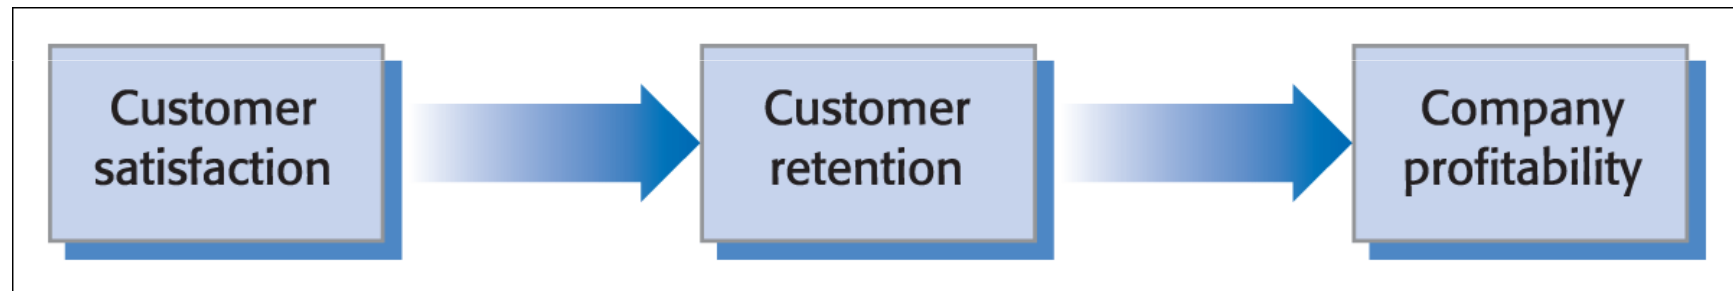 Customer
satisfaction
Customer
retention
Company
profitability